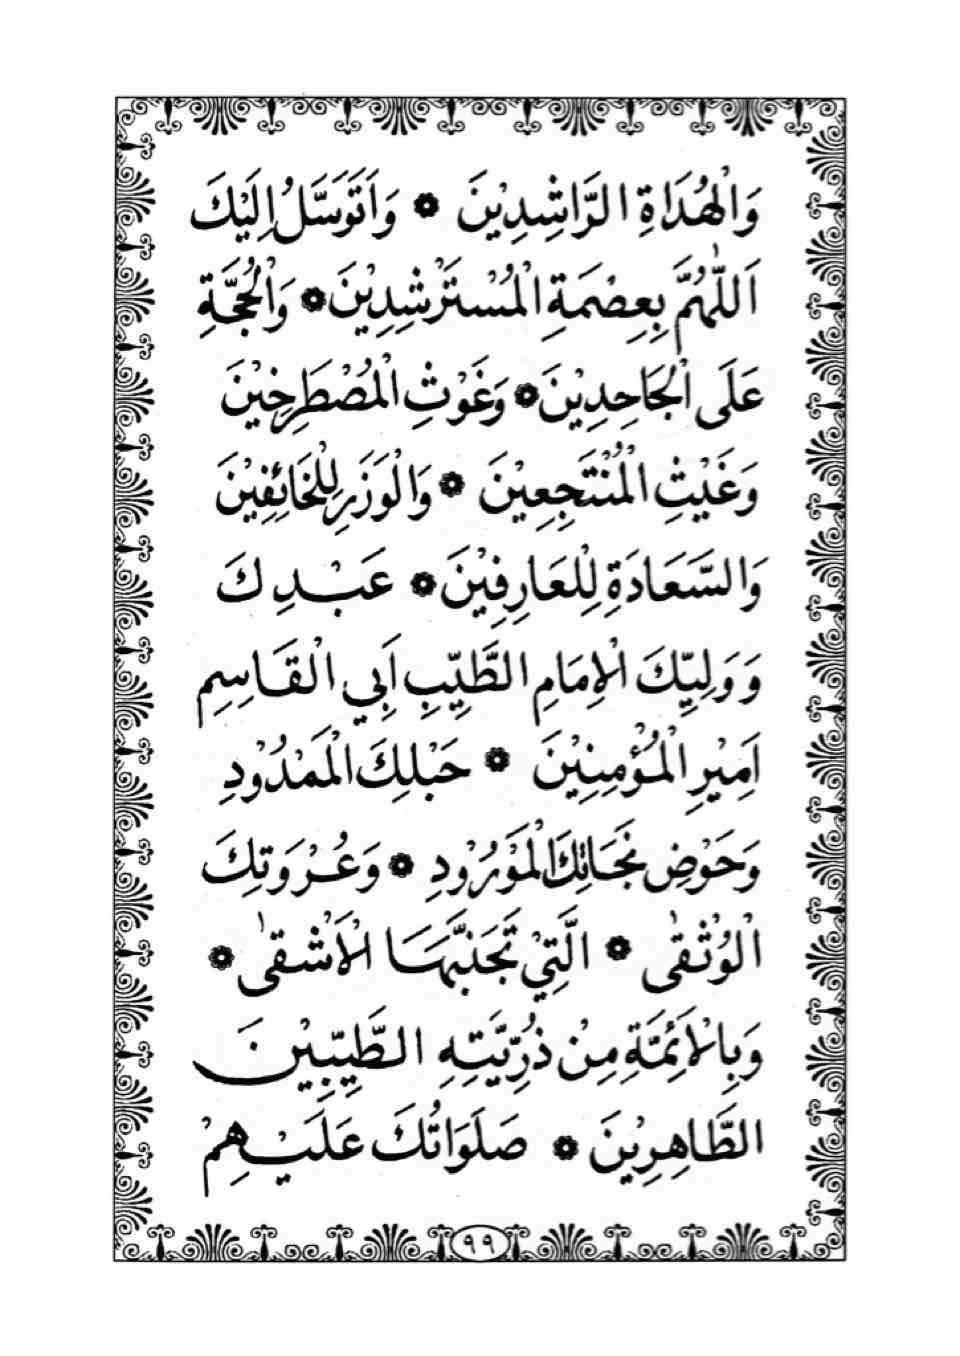 وَالْهُدَاةِ الرَّاشِدِيْنَ ۞ وَاَتَوَسَّلُ اِلَيْكَ
اَللّٰهُمَّ بِعِصْمَةِ الْمُسْتَرْشِدِيْنَ ۞ وَالْحُجَّةِ
عَلَى الْجَاحِدِيْنَ ۞ وَغَوْثِ الْمُصْطَرِخِيْنَ
وَغَيْثِ الْمُنْتَجِعِيْنَ ۞ وَالْوَزَرِ لِلْخَائِفِيْنَ
وَالسَّعَادَةِ لِلْعَارِفِيْنَ ۞ عَبْدِكَ
وَوَلِيِّكَ الْاِمَامِ الطَّيِّبِ اَبِي الْقَاسِمِ
اَمِيْرِ الْمُؤْمِنِيْنَ ۞ حَبْلِكَ الْمَمْدُوْدِ
وَحَوْضِ نَجَاتِكَ الْمَوْرُوْدِ ۞ وَعُرْوَتِكَ
الْوُثْقٰى ۞ الَّتِيْ تَجَنَّبَهَا الْاَشْقٰى ۞
وَبِالْاَئِمَّةِ مِنْ ذُرِّيَّتِهِ الطَّيِّبِيْنَ
الطَّاهِرِيْنَ ۞ صَلَوَاتُكَ عَلَيْهِمْ
٩٩